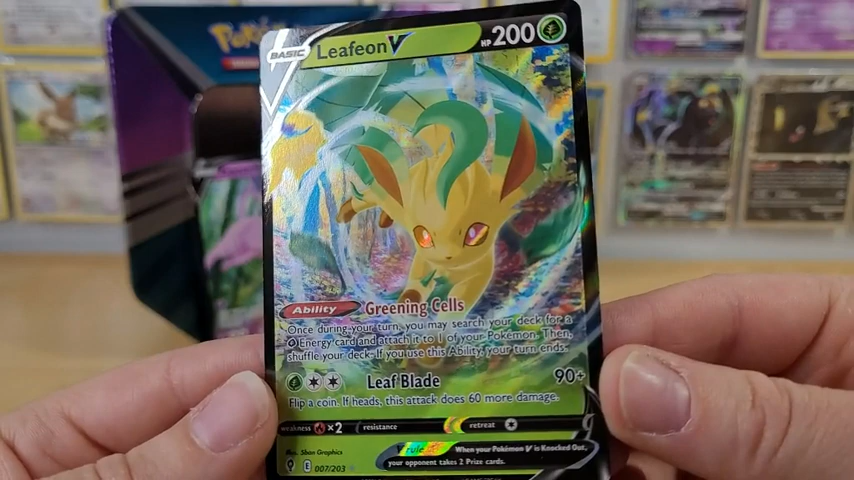 Pokémon
BASIC Leafeon V HP 200
Ability Greening Cells
Once during your turn, you may search your deck for a
Energy card and attach it to 1 of your Pokémon. Then,
shuffle your deck. If you use this Ability, your turn ends.
Leaf Blade 90+
Flip a coin. If heads, this attack does 60 more damage.
weakness ×2 resistance retreat
V rule When your Pokémon V is Knocked Out,
your opponent takes 2 Prize cards.
Illus. 5ban Graphics
E 007/203